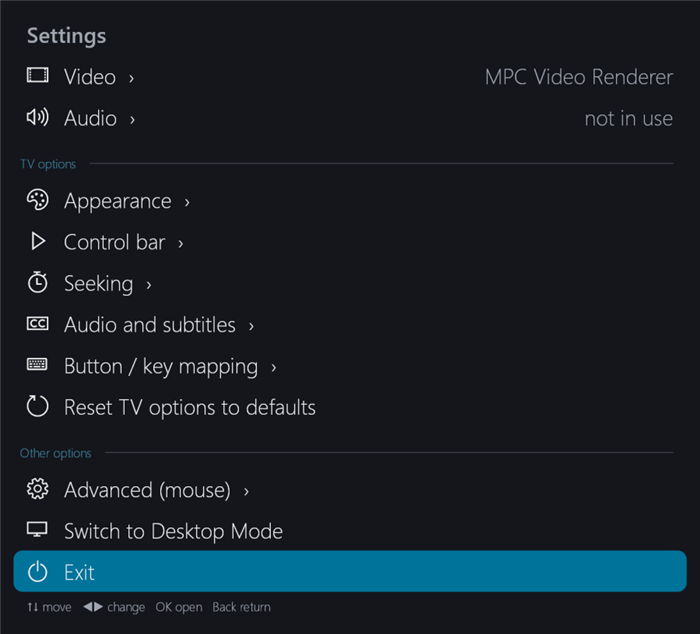 Settings
Video › MPC Video Renderer
Audio › not in use
TV options
Appearance ›
Control bar ›
Seeking ›
CC Audio and subtitles ›
Button / key mapping ›
Reset TV options to defaults
Other options
Advanced (mouse) ›
Switch to Desktop Mode
Exit
↑↓ move ◀▶ change OK open Back return